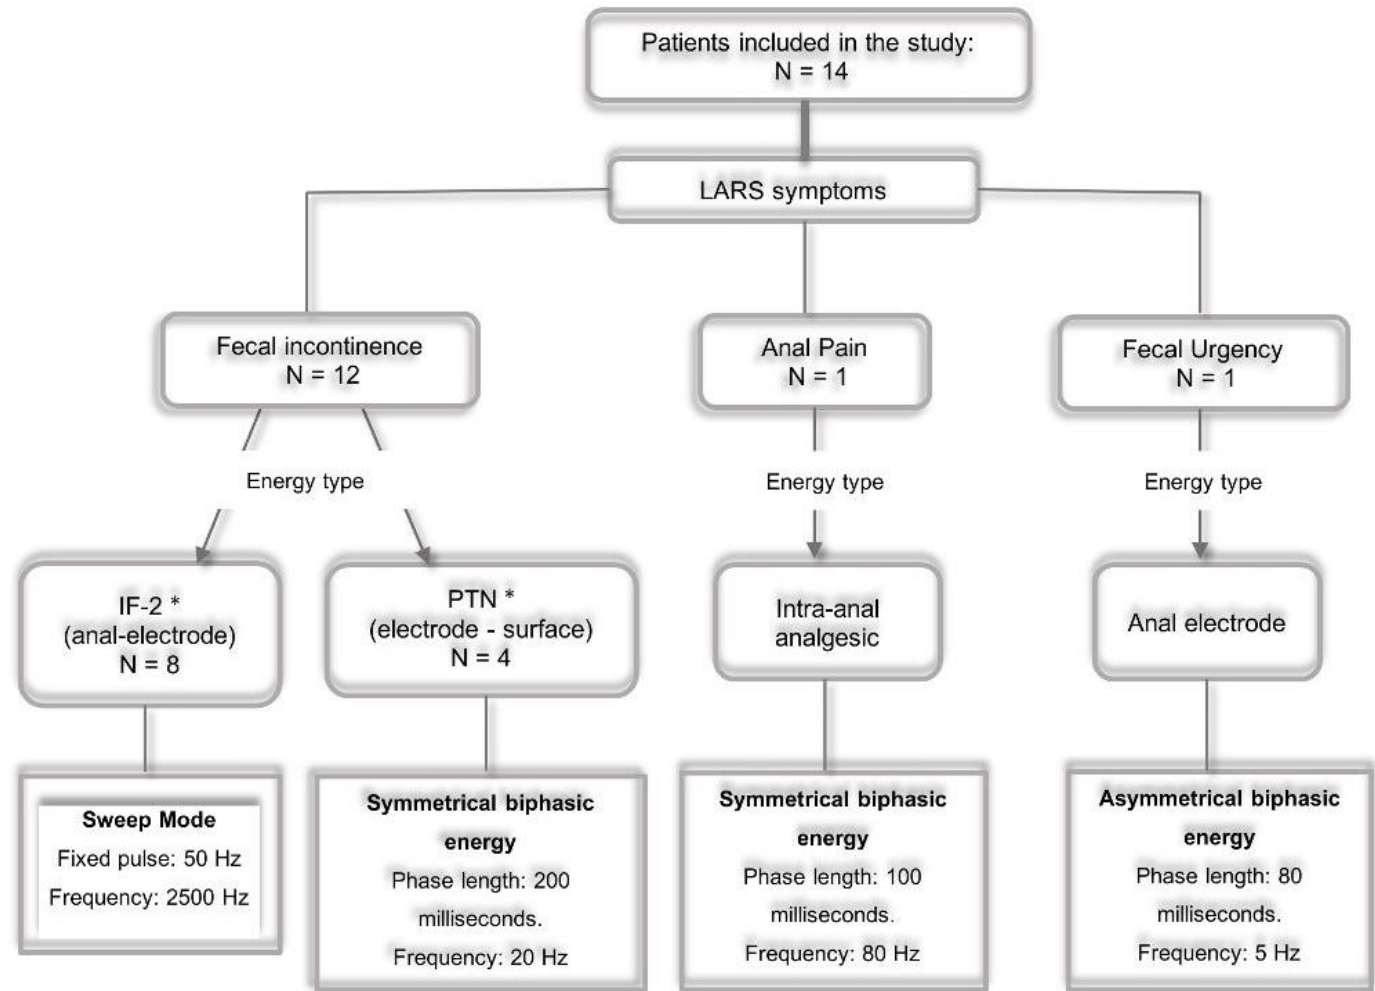 Patients included in the study:
N = 14
LARS symptoms
Fecal incontinence
N = 12
Anal Pain
N = 1
Fecal Urgency
N = 1
Energy type
Energy type
Energy type
IF-2 *
(anal-electrode)
N = 8
PTN *
(electrode - surface)
N = 4
Intra-anal
analgesic
Anal electrode
Sweep Mode
Fixed pulse: 50 Hz
Frequency: 2500 Hz
Symmetrical biphasic
energy
Phase length: 200
milliseconds.
Frequency: 20 Hz
Symmetrical biphasic
energy
Phase length: 100
milliseconds.
Frequency: 80 Hz
Asymmetrical biphasic
energy
Phase length: 80
milliseconds.
Frequency: 5 Hz